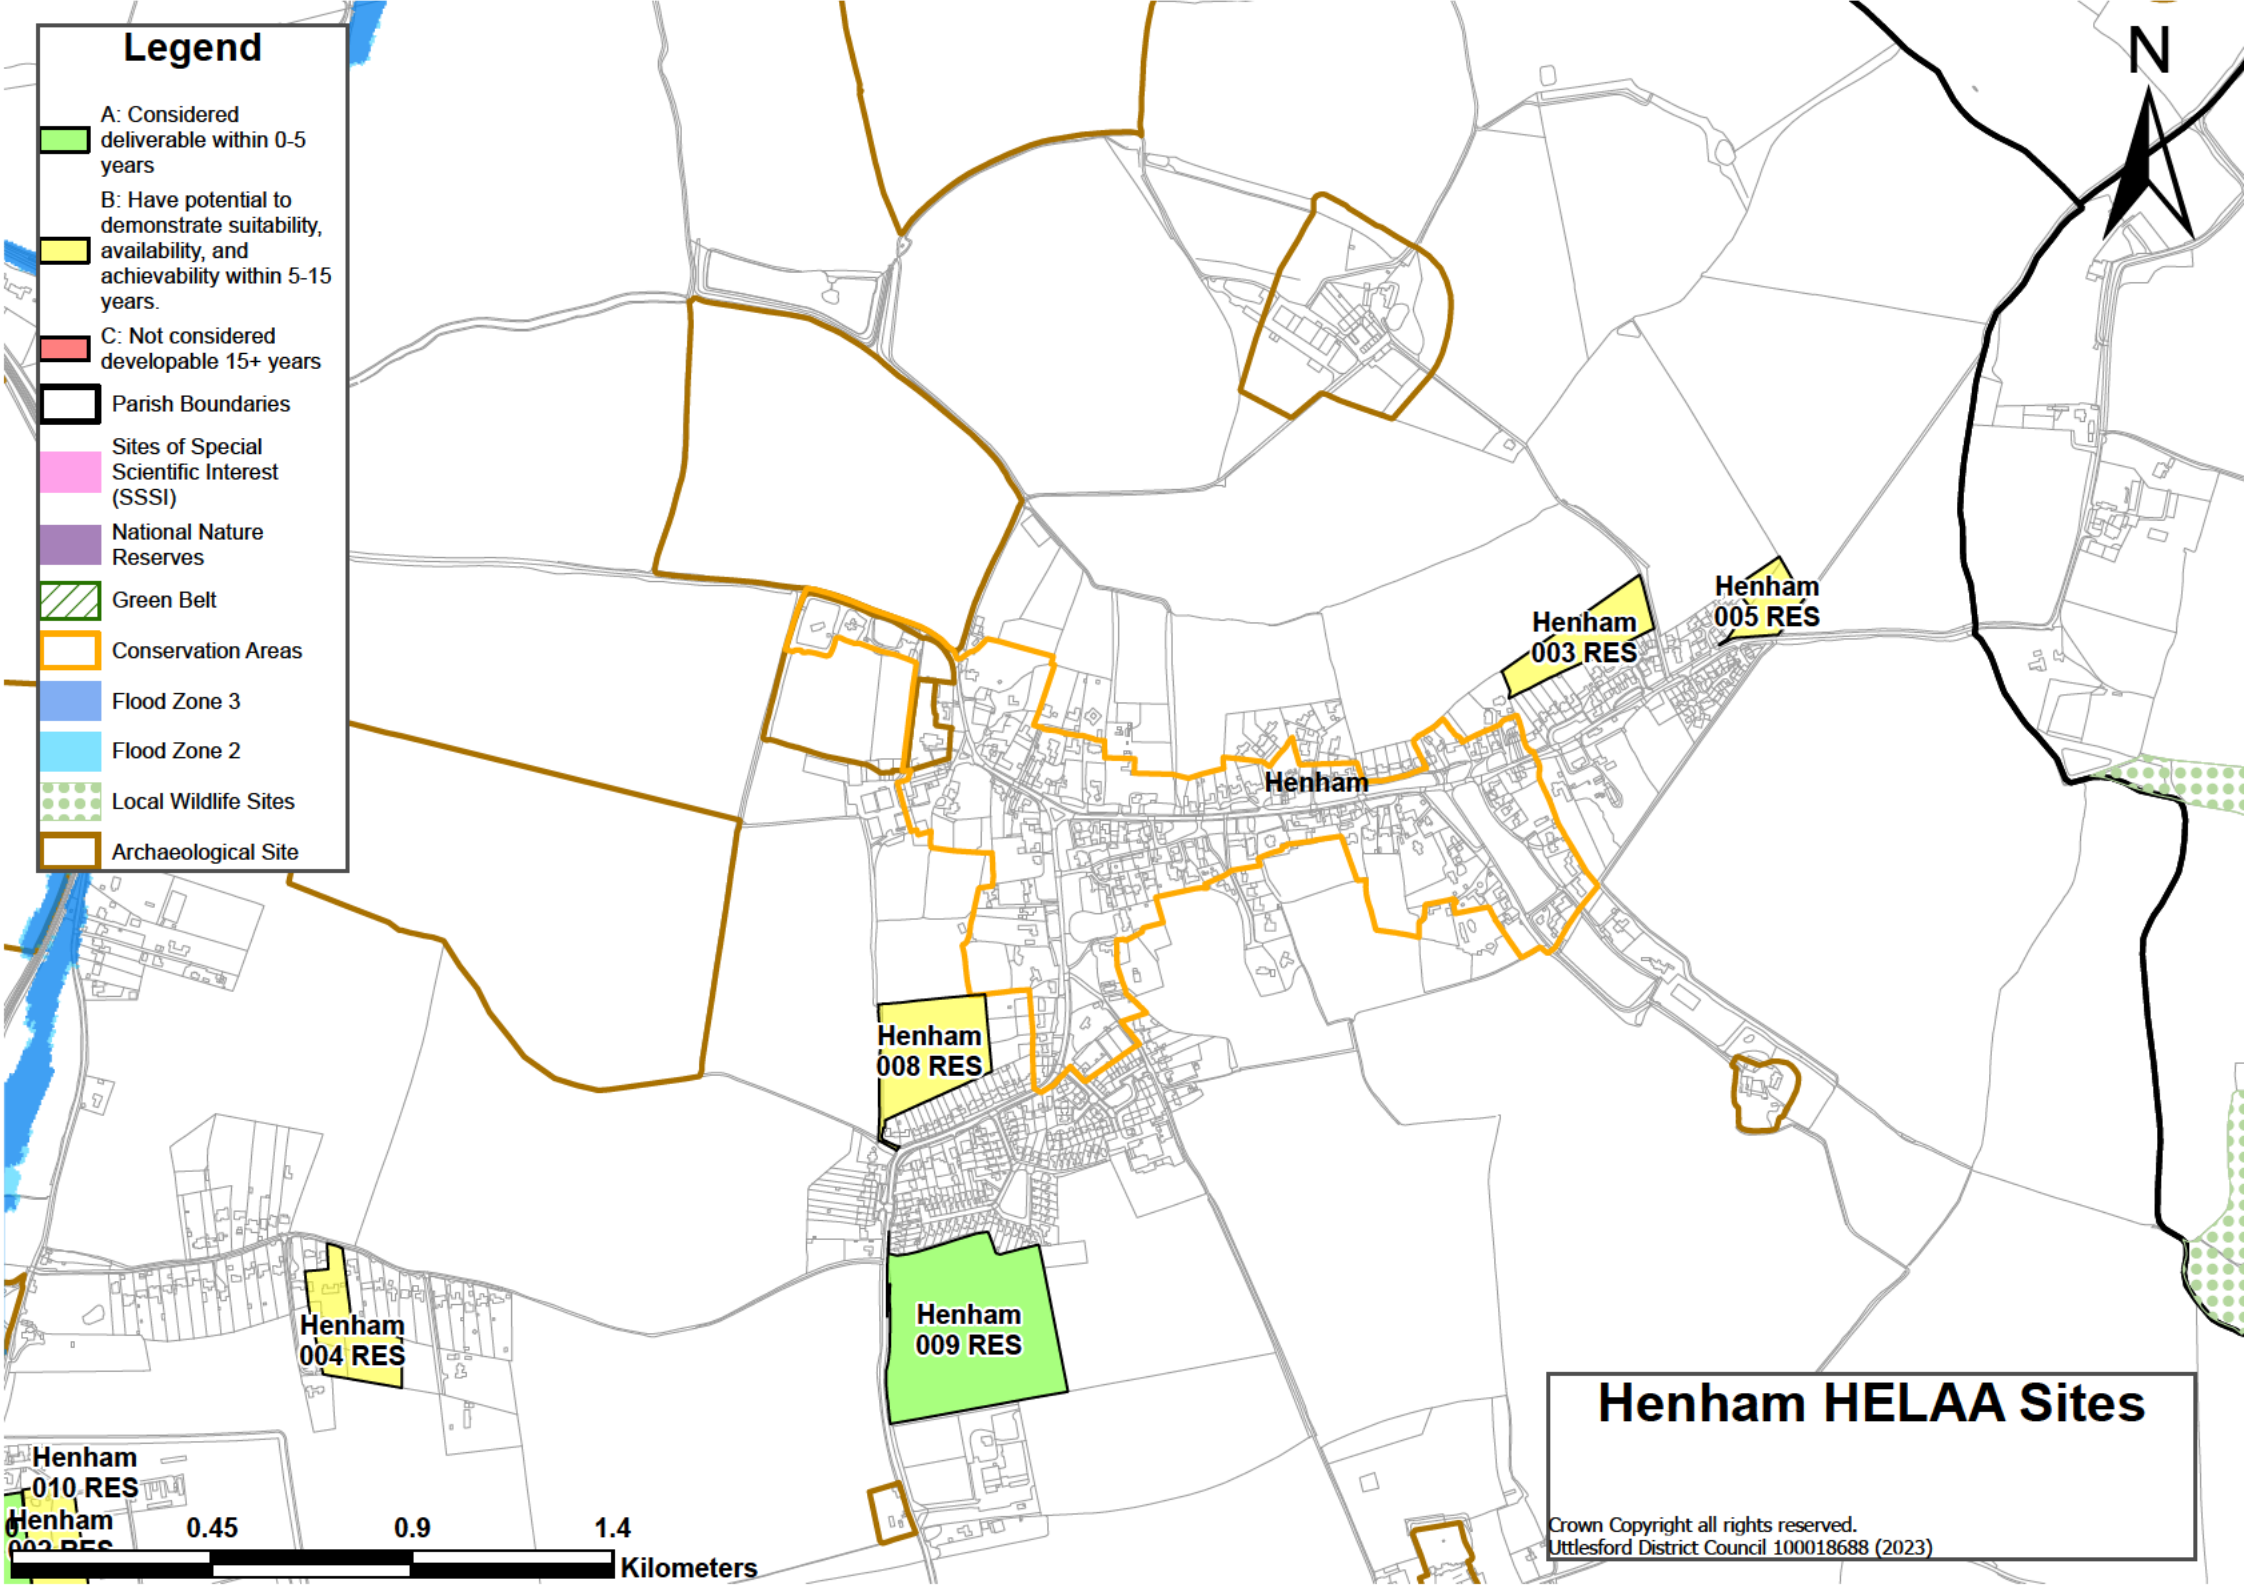 Legend
A: Considered
deliverable within 0-5
years
B: Have potential to
demonstrate suitability,
availability, and
achievability within 5-15
years.
C: Not considered
developable 15+ years
Parish Boundaries
Sites of Special
Scientific Interest
(SSSI)
National Nature
Reserves
Green Belt
Conservation Areas
Flood Zone 3
Flood Zone 2
Local Wildlife Sites
Archaeological Site
N
Henham
005 RES
Henham
003 RES
Henham
Henham
008 RES
Henham
009 RES
Henham
004 RES
Henham
010 RES
Henham
002 RES
0
0.45
0.9
1.4
Kilometers
Henham HELAA Sites
Crown Copyright all rights reserved.
Uttlesford District Council 100018688 (2023)